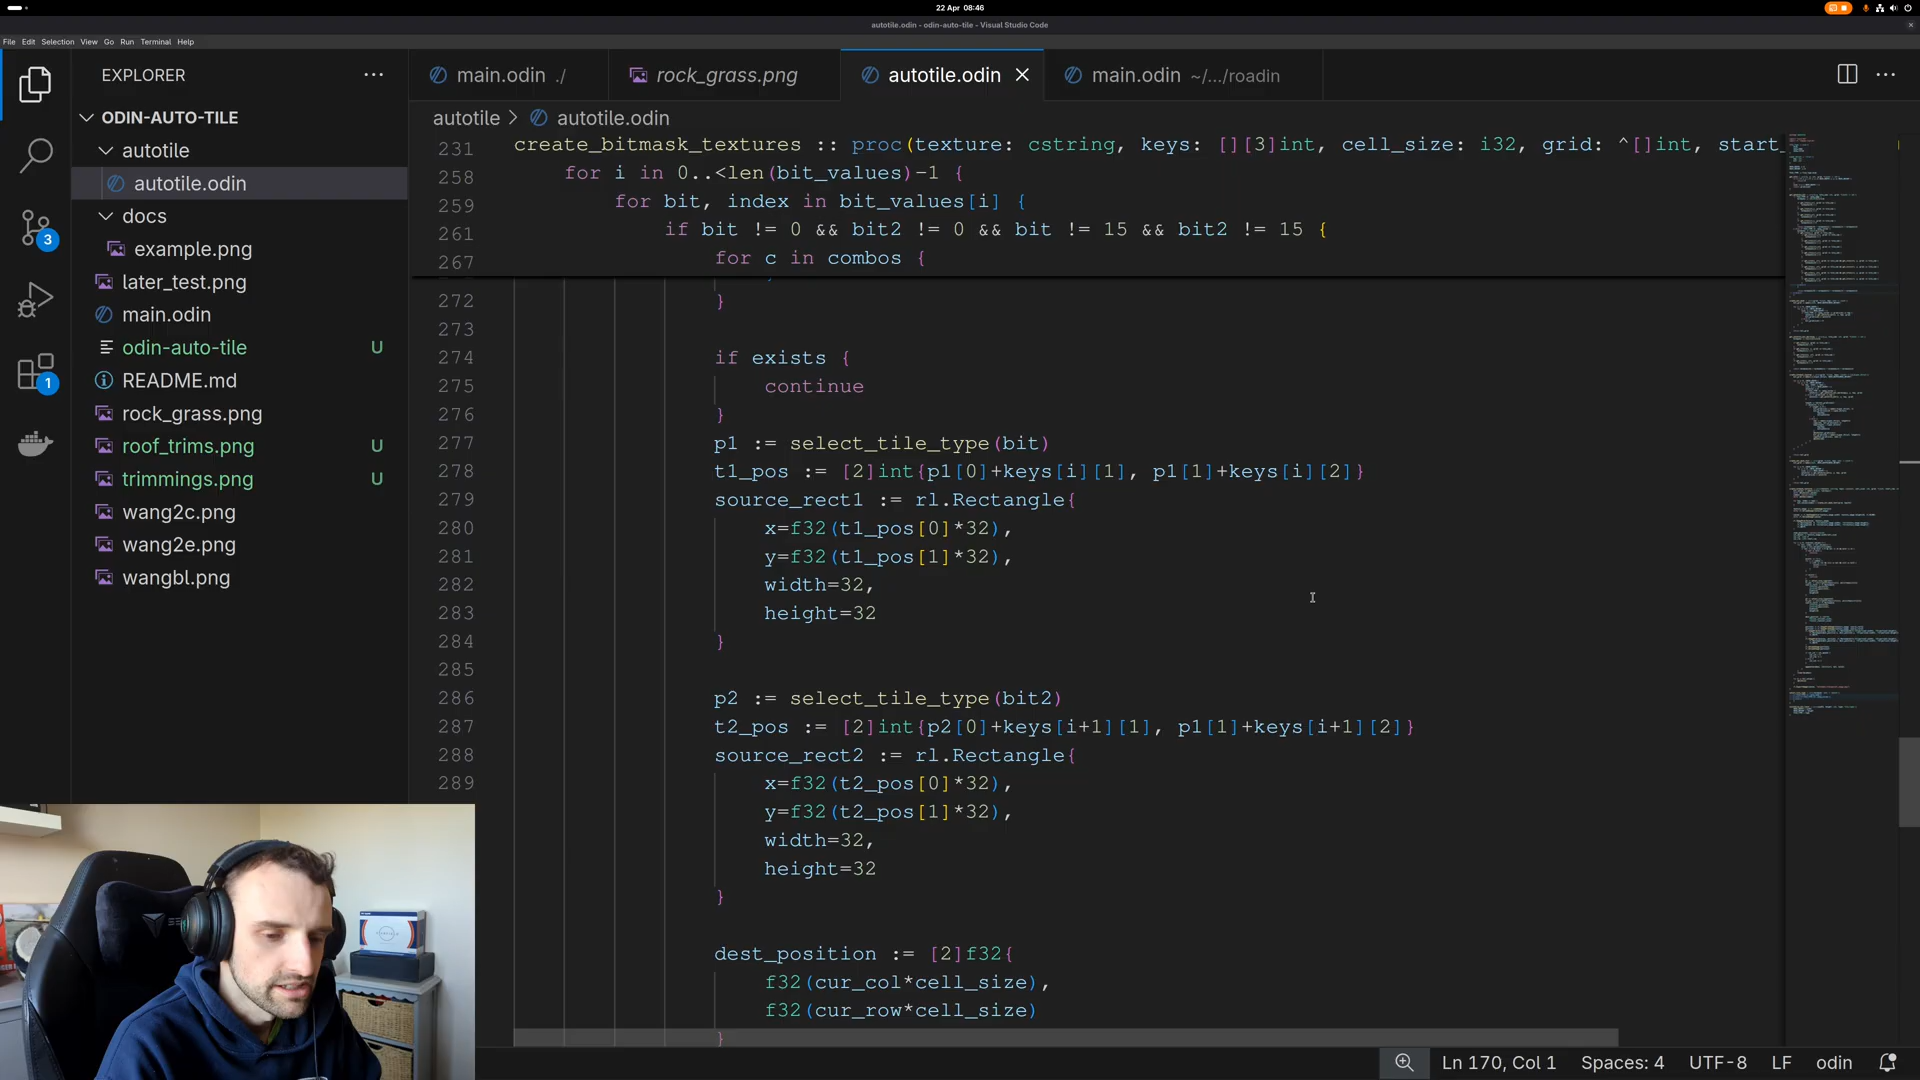 22 Apr 08:46
autotile.odin - odin-auto-tile - Visual Studio Code
File Edit Selection View Go Run Terminal Help
EXPLORER
main.odin ./
rock_grass.png
autotile.odin
main.odin ~/.../roadin
ODIN-AUTO-TILE
autotile
autotile.odin
docs
example.png
later_test.png
main.odin
odin-auto-tile U
README.md
rock_grass.png
roof_trims.png U
trimmings.png U
wang2c.png
wang2e.png
wangbl.png
3
1
autotile > autotile.odin
231 create_bitmask_textures :: proc(texture: cstring, keys: [][3]int, cell_size: i32, grid: ^[]int, start_
258 for i in 0..<len(bit_values)-1 {
259 for bit, index in bit_values[i] {
261 if bit != 0 && bit2 != 0 && bit != 15 && bit2 != 15 {
267 for c in combos {
272 }
273
274 if exists {
275 continue
276 }
277 p1 := select_tile_type(bit)
278 t1_pos := [2]int{p1[0]+keys[i][1], p1[1]+keys[i][2]}
279 source_rect1 := rl.Rectangle{
280 x=f32(t1_pos[0]*32),
281 y=f32(t1_pos[1]*32),
282 width=32,
283 height=32
284 }
285
286 p2 := select_tile_type(bit2)
287 t2_pos := [2]int{p2[0]+keys[i+1][1], p1[1]+keys[i+1][2]}
288 source_rect2 := rl.Rectangle{
289 x=f32(t2_pos[0]*32),
y=f32(t2_pos[1]*32),
width=32,
height=32
}
dest_position := [2]f32{
f32(cur_col*cell_size),
f32(cur_row*cell_size)
}
Ln 170, Col 1 Spaces: 4 UTF-8 LF odin